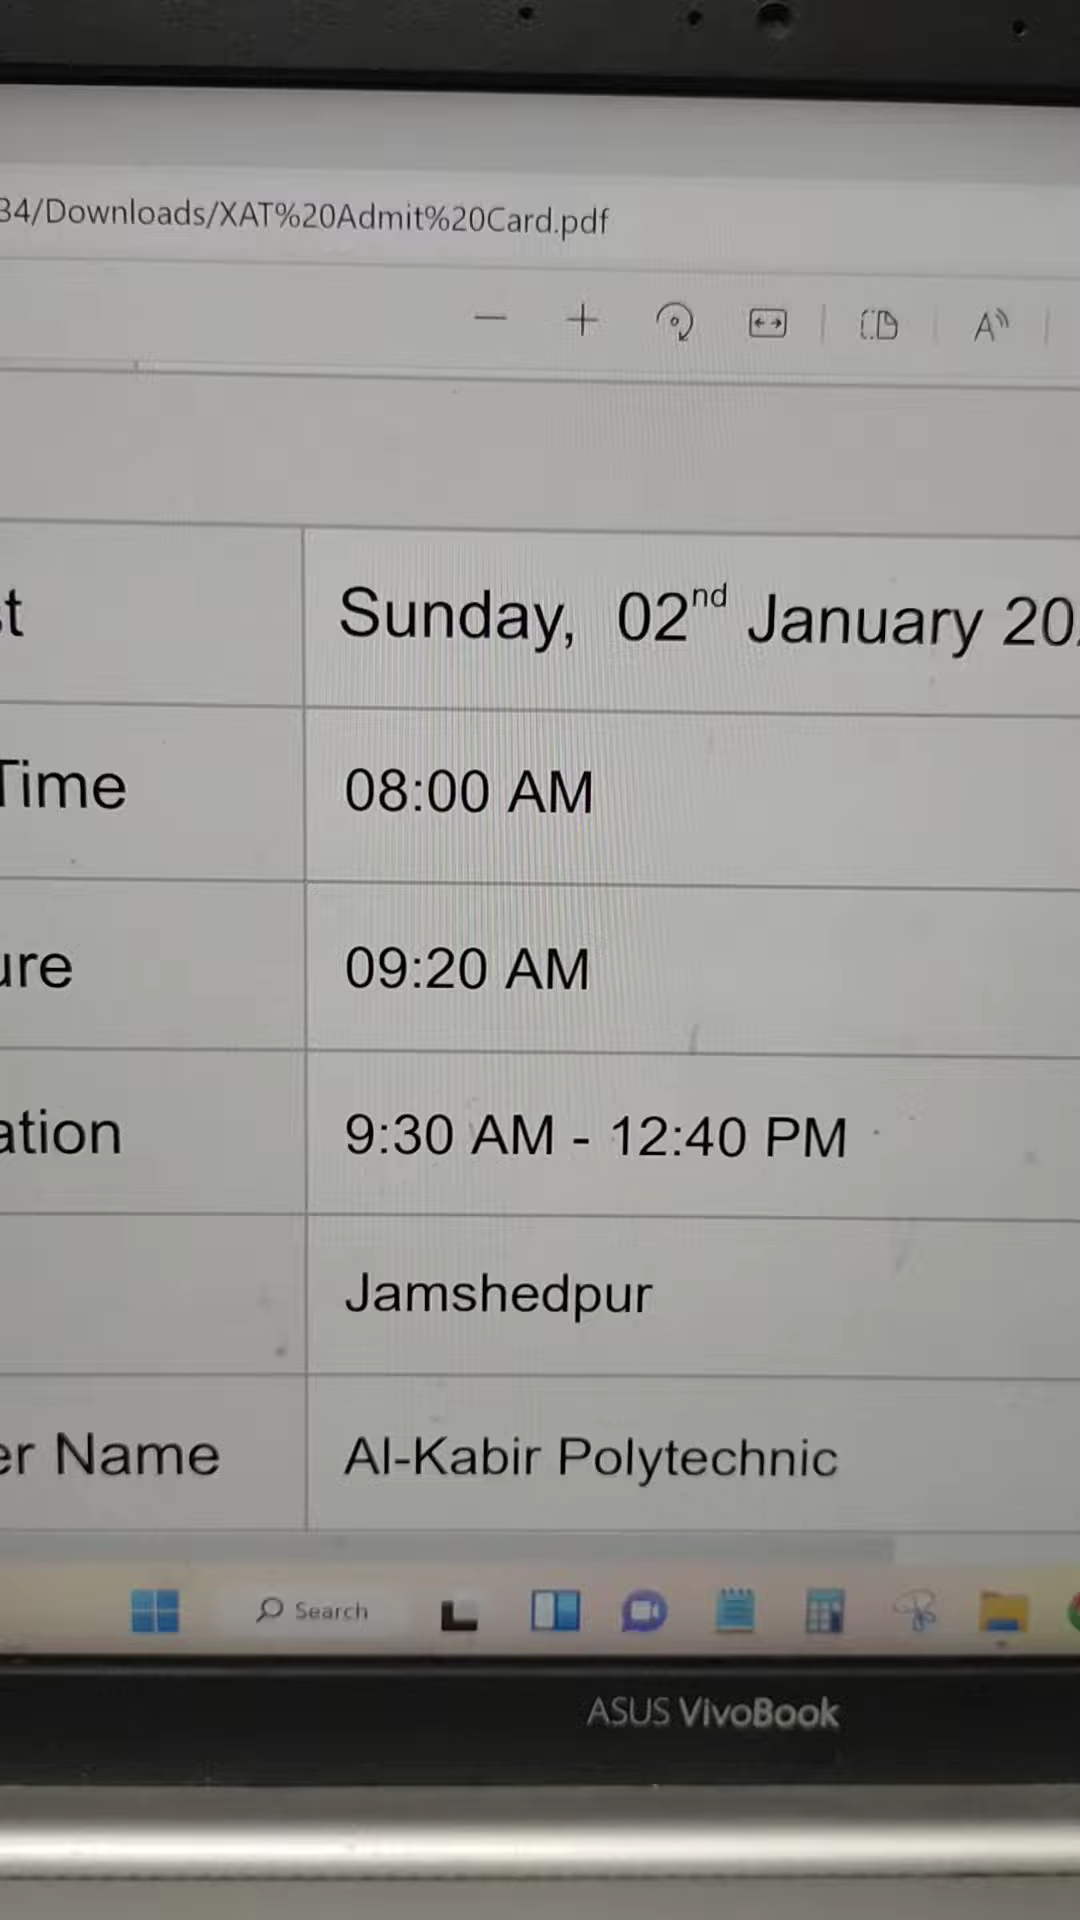 34/Downloads/XAT%20Admit%20Card.pdf
Sunday, 02nd January 20
Time 08:00 AM
ure 09:20 AM
ation 9:30 AM - 12:40 PM
Jamshedpur
er Name Al-Kabir Polytechnic
Search
ASUS VivoBook